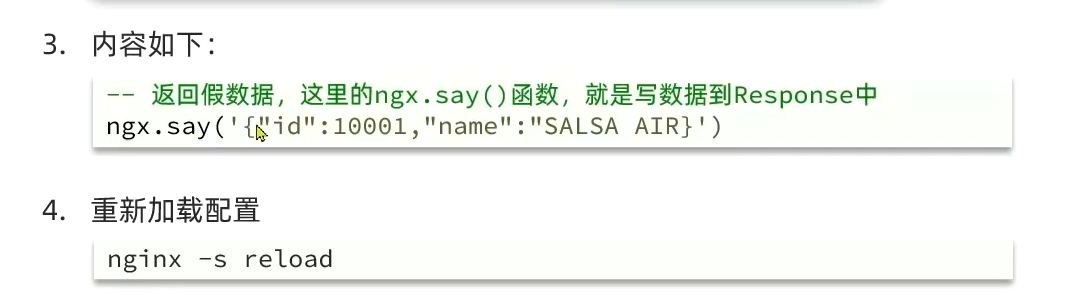 3. 内容如下：
-- 返回假数据，这里的ngx.say()函数，就是写数据到Response中
ngx.say('{"id":10001,"name":"SALSA AIR}')
4. 重新加载配置
nginx -s reload